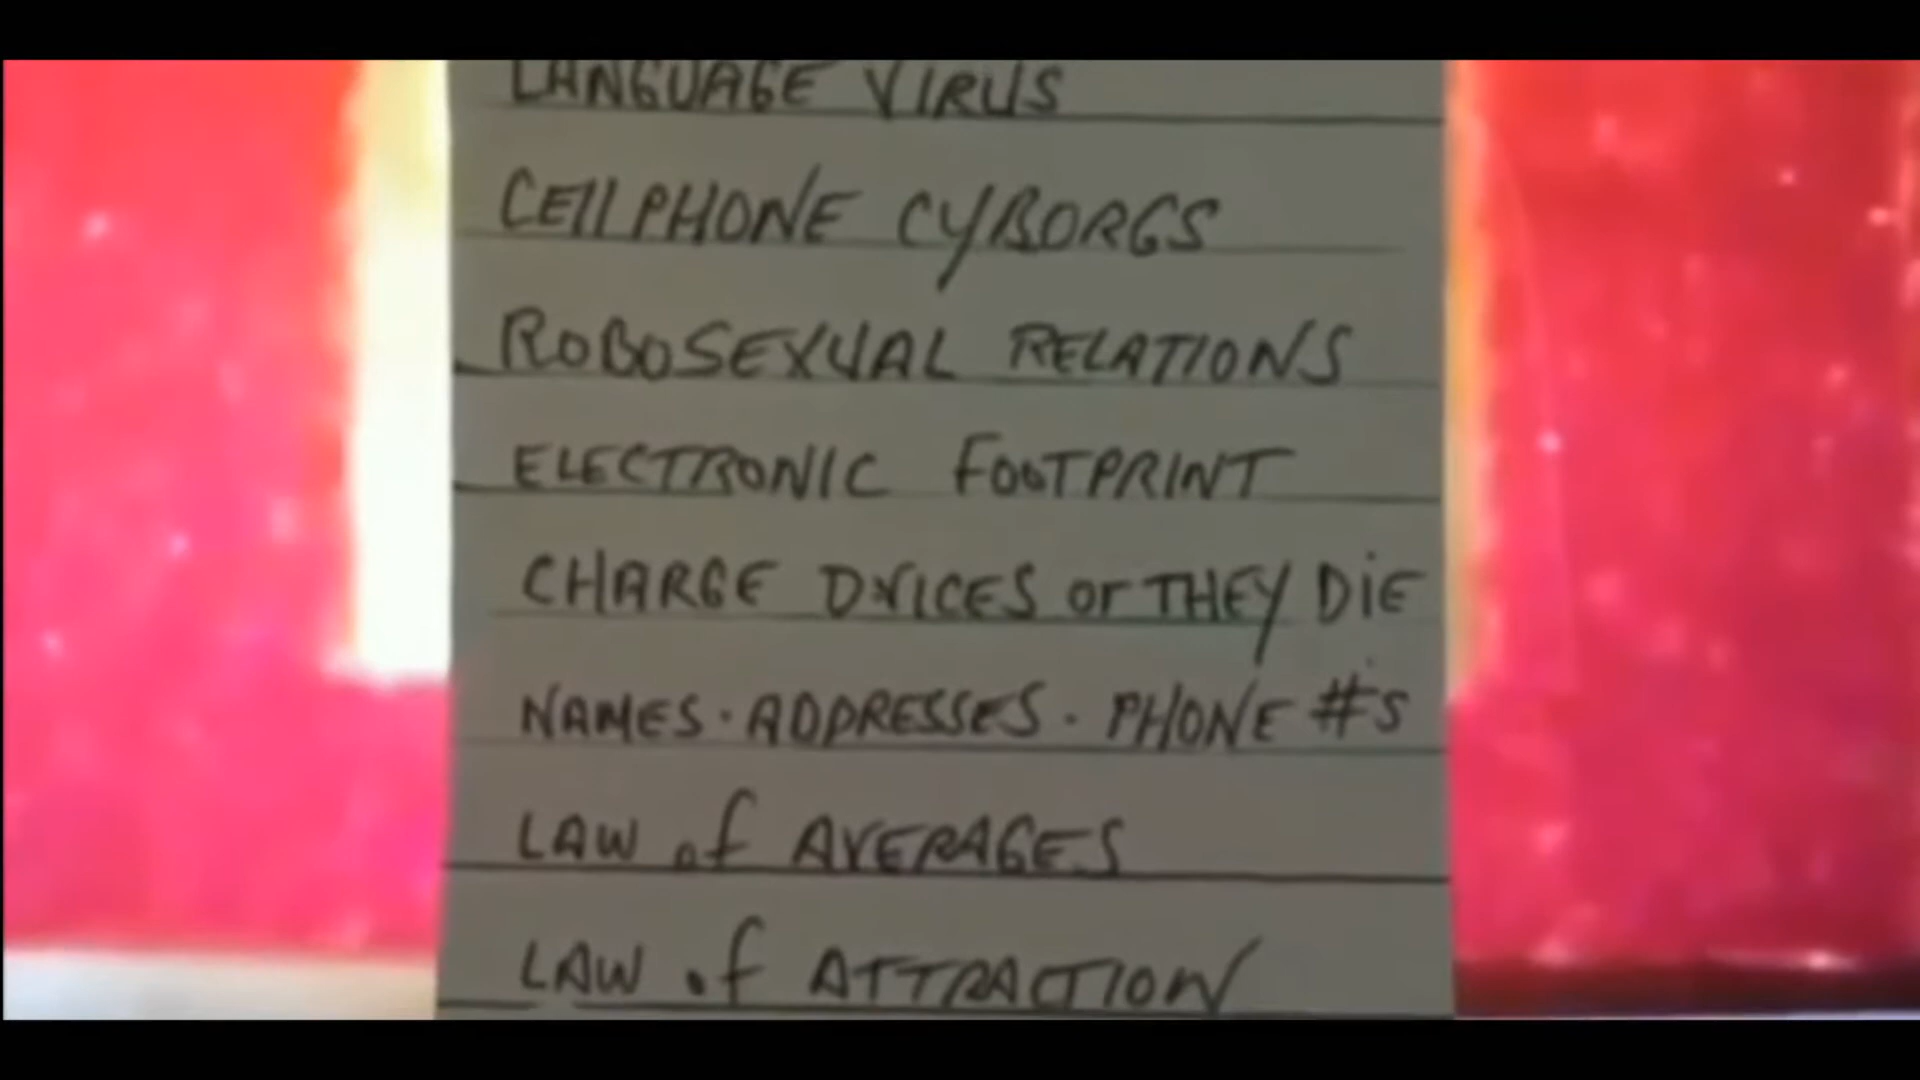 LANGUAGE VIRUS
CEllPHONE CYBORGS
ROBOSEXUAL RELATIONS
ELECTRONIC FOOTPRINT
CHARGE DVICES or THEY DiE
NAMES · ADDRESSES · PHONE #'S
LAW of AVERAGES
LAW of ATTRACTION